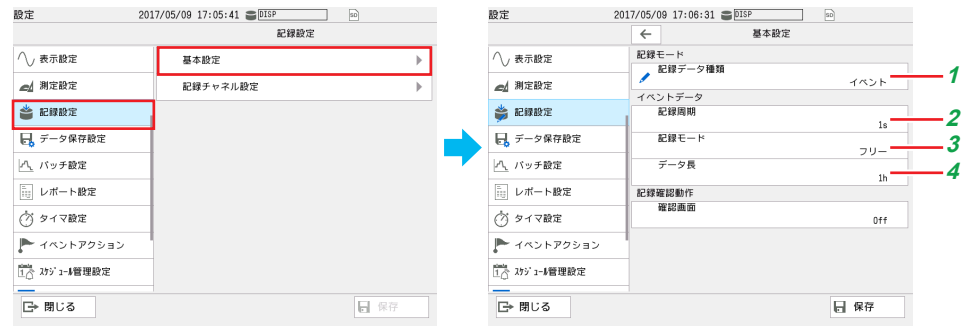 設定
2017/05/09 17:05:41
DISP
SD
記録設定
表示設定
測定設定
記録設定
データ保存設定
バッチ設定
レポート設定
タイマ設定
イベントアクション
スケジュール管理設定
基本設定
記録チャネル設定
閉じる
保存
設定
2017/05/09 17:06:31
DISP
SD
基本設定
表示設定
測定設定
記録設定
データ保存設定
バッチ設定
レポート設定
タイマ設定
イベントアクション
スケジュール管理設定
記録モード
記録データ種類
イベント
1
イベントデータ
記録周期
1s
2
記録モード
フリー
3
データ長
1h
4
記録確認動作
確認画面
Off
閉じる
保存